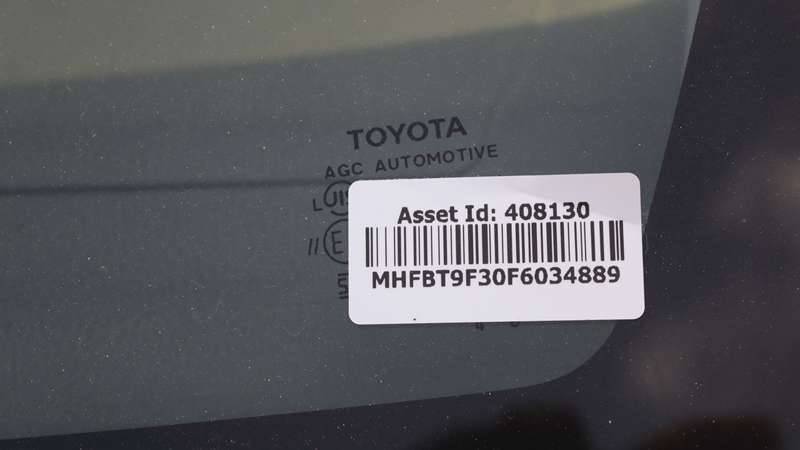 TOYOTA
AGC AUTOMOTIVE
Asset Id: 408130
MHFBT9F30F6034889